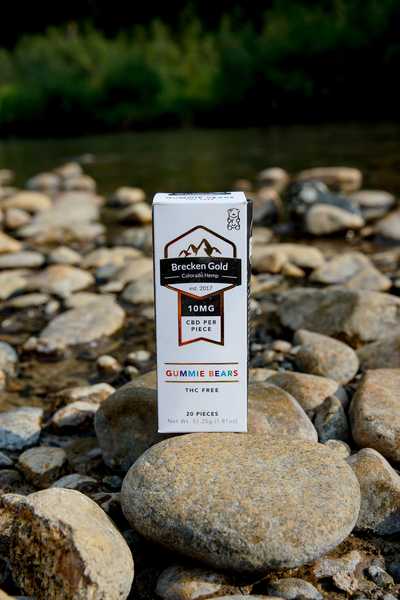 Brecken Gold
Colorado Hemp
est. 2017
10MG
CBD PER
PIECE
GUMMIE BEARS
THC FREE
20 PIECES